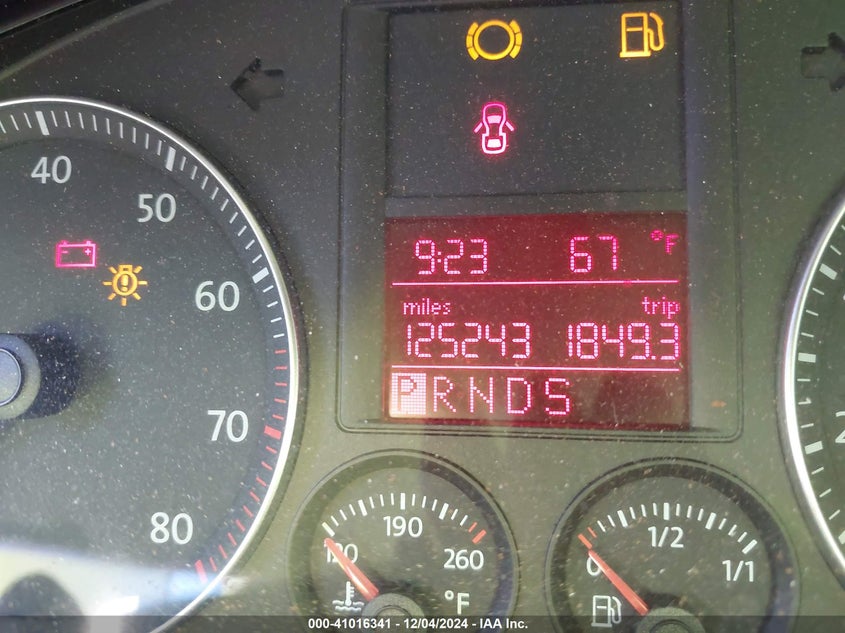 40
50
60
70
80
9:23 67 °F
miles trip
125243 1849.3
P R N D S
120 190 260
°F
0 1/2 1/1
000-41016341 - 12/04/2024 - IAA Inc.